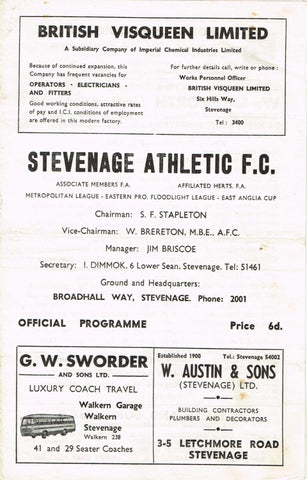 BRITISH VISQUEEN LIMITED
A Subsidiary Company of Imperial Chemical Industries Limited
Because of continued expansion, this
Company has frequent vacancies for
OPERATORS - ELECTRICIANS -
AND FITTERS
Good working conditions, attractive rates
of pay and I.C.I. conditions of employment
are offered in this modern factory.
For further details call, write or phone :
Works Personnel Officer
BRITISH VISQUEEN LIMITED
Six Hills Way,
Stevenage
Tel : 3400
STEVENAGE ATHLETIC F.C.
ASSOCIATE MEMBERS F.A. AFFILIATED HERTS. F.A.
METROPOLITAN LEAGUE - EASTERN PRO. FLOODLIGHT LEAGUE - EAST ANGLIA CUP
Chairman: S. F. STAPLETON
Vice-Chairman: W. BRERETON, M.B.E., A.F.C.
Manager: JIM BRISCOE
Secretary: I. DIMMOK, 6 Lower Sean, Stevenage. Tel: 51461
Ground and Headquarters:
BROADHALL WAY, STEVENAGE. Phone: 2001
OFFICIAL PROGRAMME Price 6d.
G. W. SWORDER
AND SONS LTD.
LUXURY COACH TRAVEL
Walkern Garage
Walkern
Stevenage
Walkern 238
41 and 29 Seater Coaches
Established 1900 Tel.: Stevenage 54002
W. AUSTIN & SONS
(STEVENAGE) LTD.
BUILDING CONTRACTORS
PLUMBERS AND DECORATORS
3-5 LETCHMORE ROAD
STEVENAGE